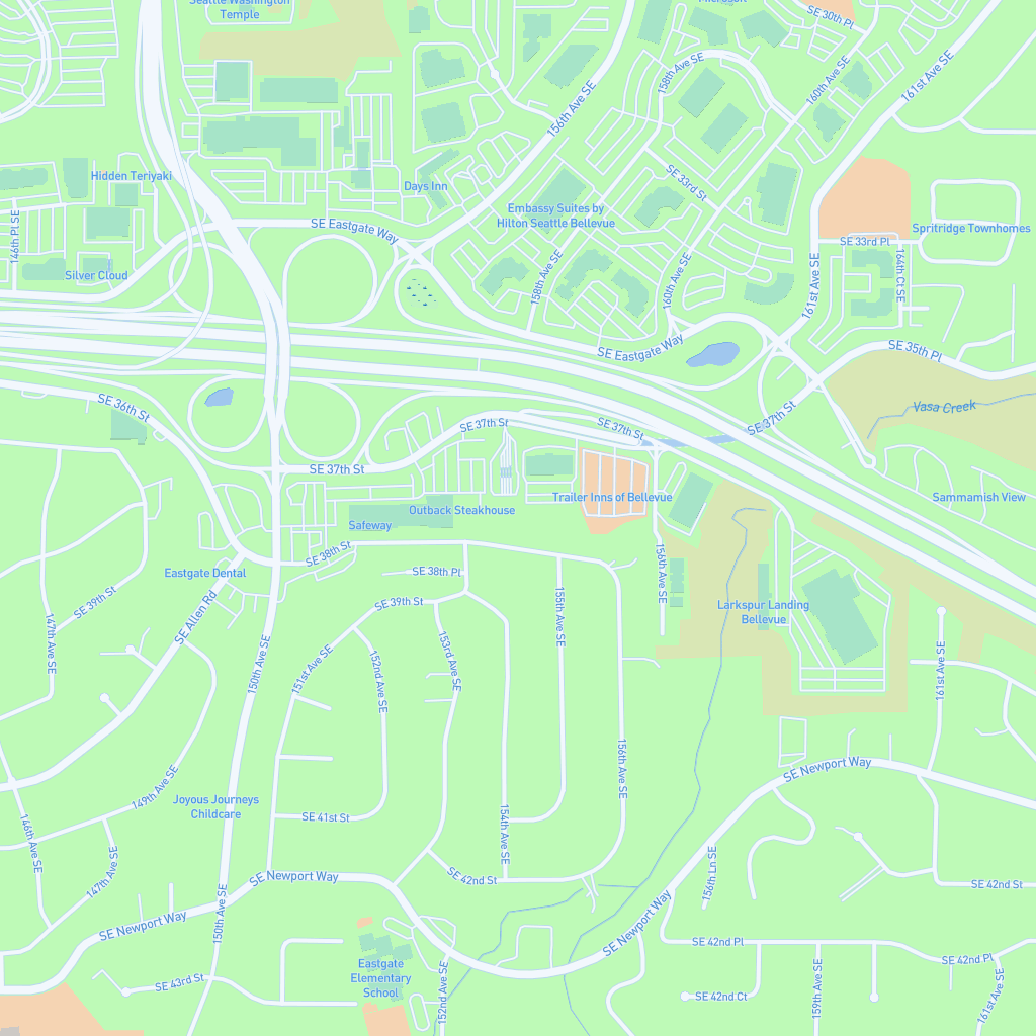 Seattle Washington
Temple
Microsoft
SE 30th Pl
158th Ave SE
160th Ave SE
161st Ave SE
156th Ave SE
Hidden Teriyaki
Days Inn
SE 33rd St
Embassy Suites by
Hilton Seattle Bellevue
146th Pl SE
SE Eastgate Way
Spritridge Townhomes
SE 33rd Pl
Silver Cloud
158th Ave SE
160th Ave SE
161st Ave SE
164th Ct SE
SE Eastgate Way
SE 35th Pl
SE 36th St
SE 37th St
SE 37th St
SE 37th St
Vasa Creek
SE 37th St
Trailer Inns of Bellevue
Sammamish View
Outback Steakhouse
Safeway
SE 38th St
Eastgate Dental
SE 38th Pl
156th Ave SE
SE 39th St
SE Allen Rd
SE 39th St
155th Ave SE
Larkspur Landing
Bellevue
147th Ave SE
150th Ave SE
151st Ave SE
152nd Ave SE
153rd Ave SE
161st Ave SE
149th Ave SE
156th Ave SE
SE Newport Way
Joyous Journeys
Childcare
SE 41st St
154th Ave SE
146th Ave SE
147th Ave SE
SE Newport Way
SE 42nd St
156th Ln SE
SE 42nd St
150th Ave SE
SE Newport Way
SE Newport Way
SE 42nd Pl
SE 42nd Pl
Eastgate
Elementary
School
SE 43rd St
152nd Ave SE
SE 42nd Ct
159th Ave SE
161st Ave SE